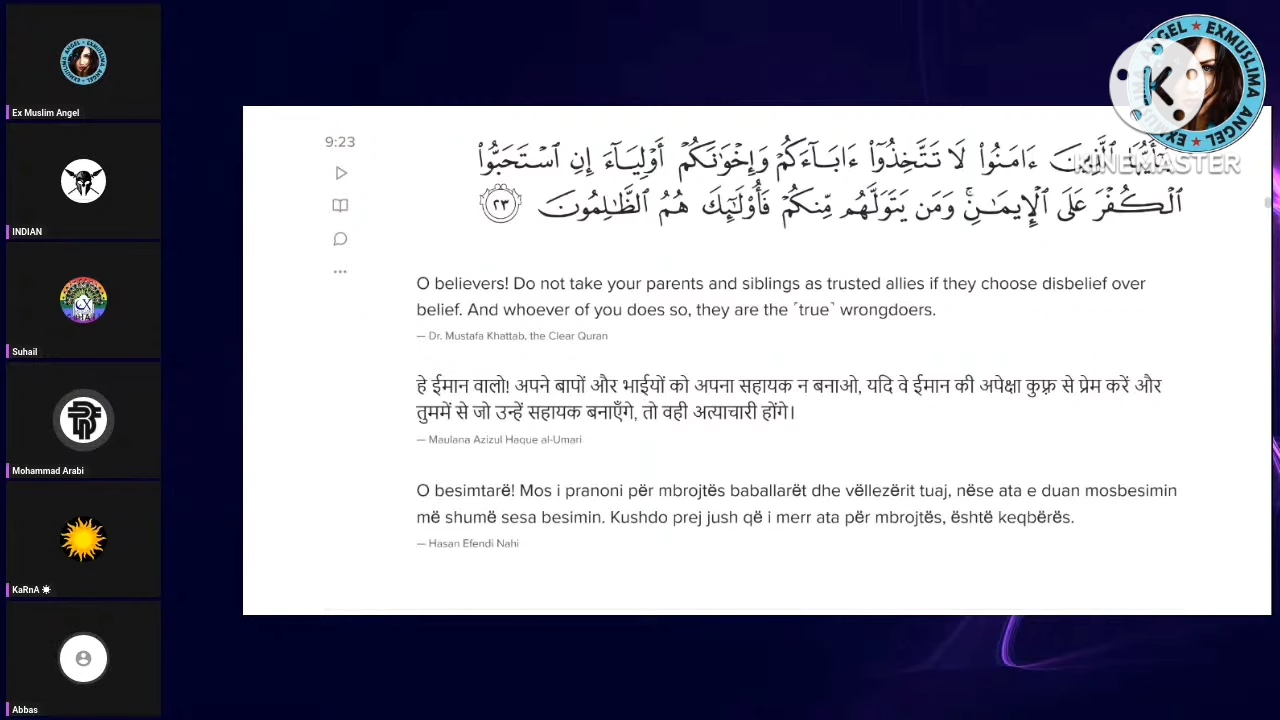 Ex Muslim Angel
INDIAN
Suhail
Mohammad Arabi
KaRnA ☀
Abbas
9:23
ٱلَّذِينَ ءَامَنُوا۟ لَا تَتَّخِذُوٓا۟ ءَابَآءَكُمْ وَإِخْوَٰنَكُمْ أَوْلِيَآءَ إِنِ ٱسْتَحَبُّوا۟
ٱلْكُفْرَ عَلَى ٱلْإِيمَـٰنِ ۚ وَمَن يَتَوَلَّهُم مِّنكُمْ فَأُو۟لَـٰٓئِكَ هُمُ ٱلظَّـٰلِمُونَ ٢٣
O believers! Do not take your parents and siblings as trusted allies if they choose disbelief over
belief. And whoever of you does so, they are the ˹true˺ wrongdoers.
— Dr. Mustafa Khattab, the Clear Quran
हे ईमान वालो! अपने बापों और भाईयों को अपना सहायक न बनाओ, यदि वे ईमान की अपेक्षा कुफ़्र से प्रेम करें और
तुममें से जो उन्हें सहायक बनाएँगे, तो वही अत्याचारी होंगे।
— Maulana Azizul Haque al-Umari
O besimtarë! Mos i pranoni për mbrojtës baballarët dhe vëllezërit tuaj, nëse ata e duan mosbesimin
më shumë sesa besimin. Kushdo prej jush që i merr ata për mbrojtës, është keqbërës.
— Hasan Efendi Nahi
ANGEL ★ EXMUSLIMA ANGEL
K
KINEMASTER